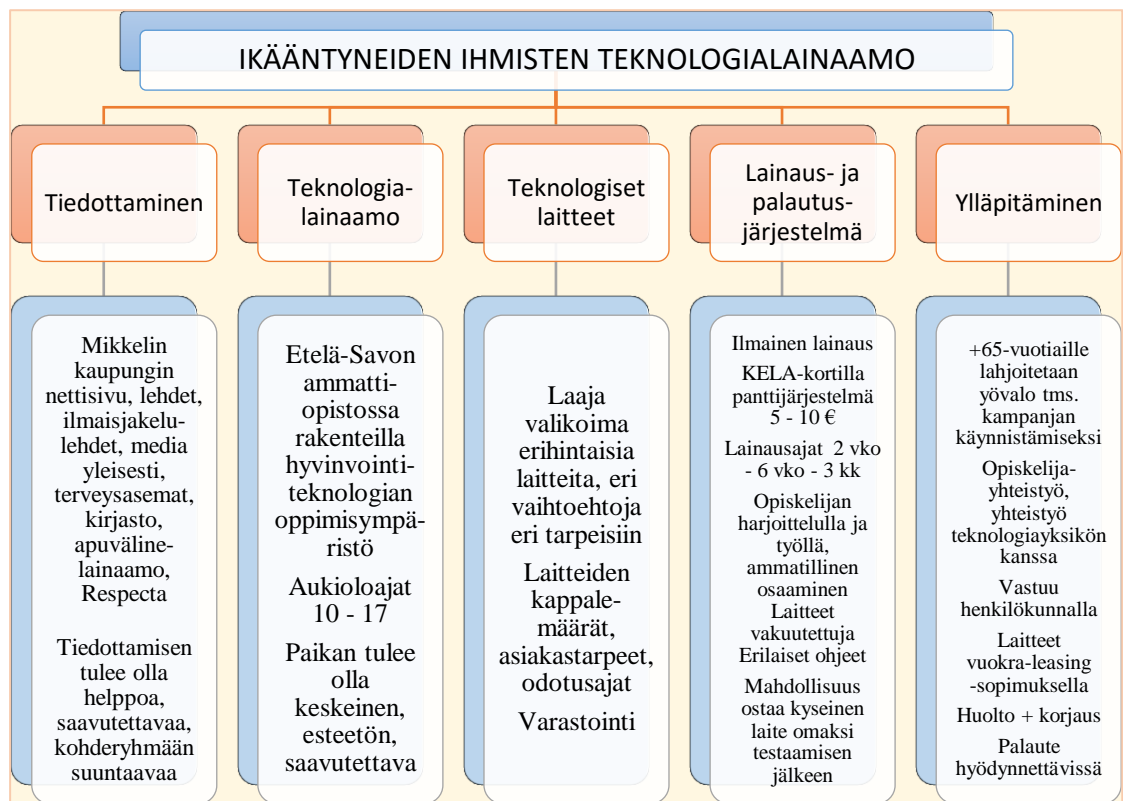 IKÄÄNTYNEIDEN IHMISTEN TEKNOLOGIALAINAAMO
Tiedottaminen
Mikkelin
kaupungin
nettisivu, lehdet,
ilmaisjakelu-
lehdet, media
yleisesti,
terveysasemat,
kirjasto,
apuväline-
lainaamo,
Respecta
Tiedottamisen
tulee olla
helppoa,
saavutettavaa,
kohderyhmään
suuntaavaa
Teknologia-
lainaamo
Etelä-Savon
ammatti-
opistossa
rakenteilla
hyvinvointi-
teknologian
oppimisympä-
ristö
Aukioloajat
10 - 17
Paikan tulee
olla
keskeinen,
esteetön,
saavutettava
Teknologiset
laitteet
Laaja
valikoima
erihintaisia
laitteita, eri
vaihtoehtoja
eri tarpeisiin
Laitteiden
kappale-
määrät,
asiakastarpeet,
odotusajat
Varastointi
Lainaus- ja
palautus-
järjestelmä
Ilmainen lainaus
KELA-kortilla
panttijärjestelmä
5 - 10 €
Lainausajat 2 vko
- 6 vko - 3 kk
Opiskelijan
harjoittelulla ja
työllä,
ammatillinen
osaaminen
Laitteet
vakuutettuja
Erilaiset ohjeet
Mahdollisuus
ostaa kyseinen
laite omaksi
testaamisen
jälkeen
Ylläpitäminen
+65-vuotiaille
lahjoitetaan
yövalo tms.
kampanjan
käynnistämiseksi
Opiskelija-
yhteistyö,
yhteistyö
teknologiayksikön
kanssa
Vastuu
henkilökunnalla
Laitteet
vuokra-leasing
-sopimuksella
Huolto + korjaus
Palaute
hyödynnettävissä